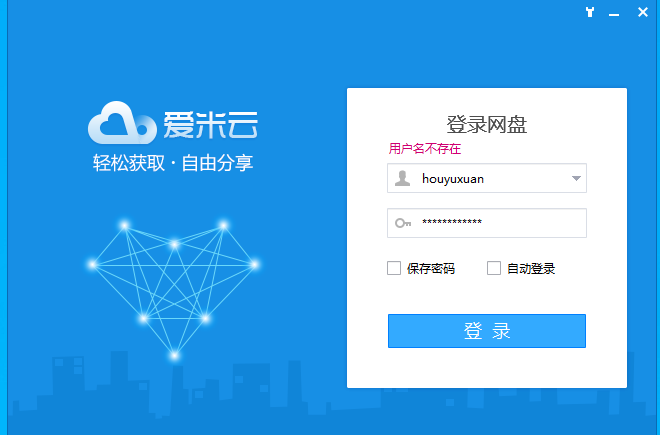 爱米云
轻松获取·自由分享
登录网盘
用户名不存在
houyuxuan
************
保存密码
自动登录
登 录